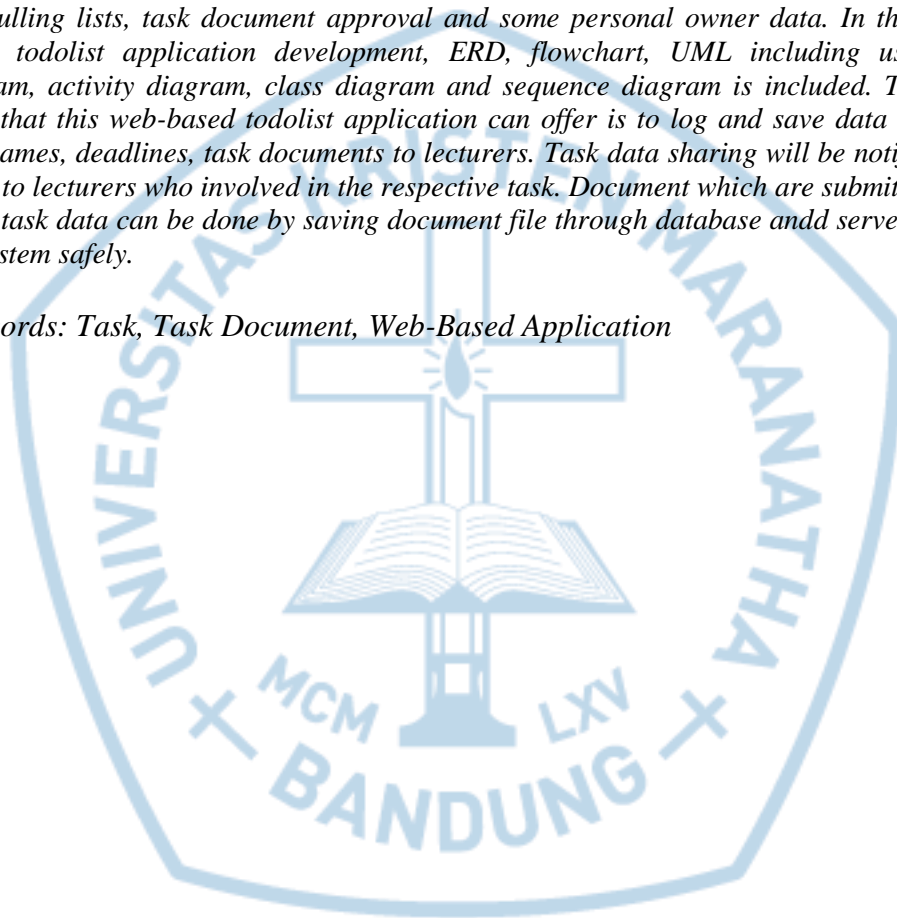 ulling lists, task document approval and some personal owner data. In th
todolist application development, ERD, flowchart, UML including us
am, activity diagram, class diagram and sequence diagram is included. T
that this web-based todolist application can offer is to log and save data
ames, deadlines, task documents to lecturers. Task data sharing will be notij
to lecturers who involved in the respective task. Document which are submit
task data can be done by saving document file through database andd serve
stem safely.
ords: Task, Task Document, Web-Based Application
UNIVERSITAS KRISTEN MARANATHA
MCM LXV
BANDUNG